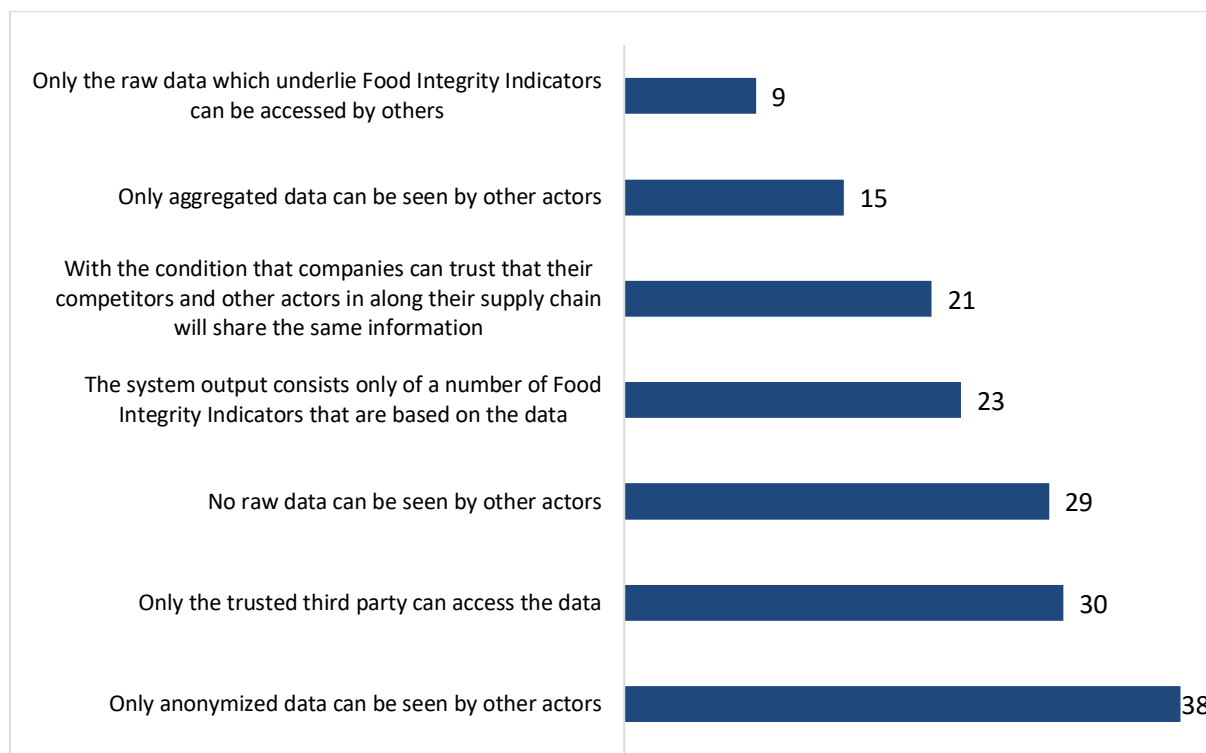 Only the raw data which underlie Food Integrity Indicators
can be accessed by others
9
Only aggregated data can be seen by other actors
15
With the condition that companies can trust that their
competitors and other actors in along their supply chain
will share the same information
21
The system output consists only of a number of Food
Integrity Indicators that are based on the data
23
No raw data can be seen by other actors
29
Only the trusted third party can access the data
30
Only anonymized data can be seen by other actors
38